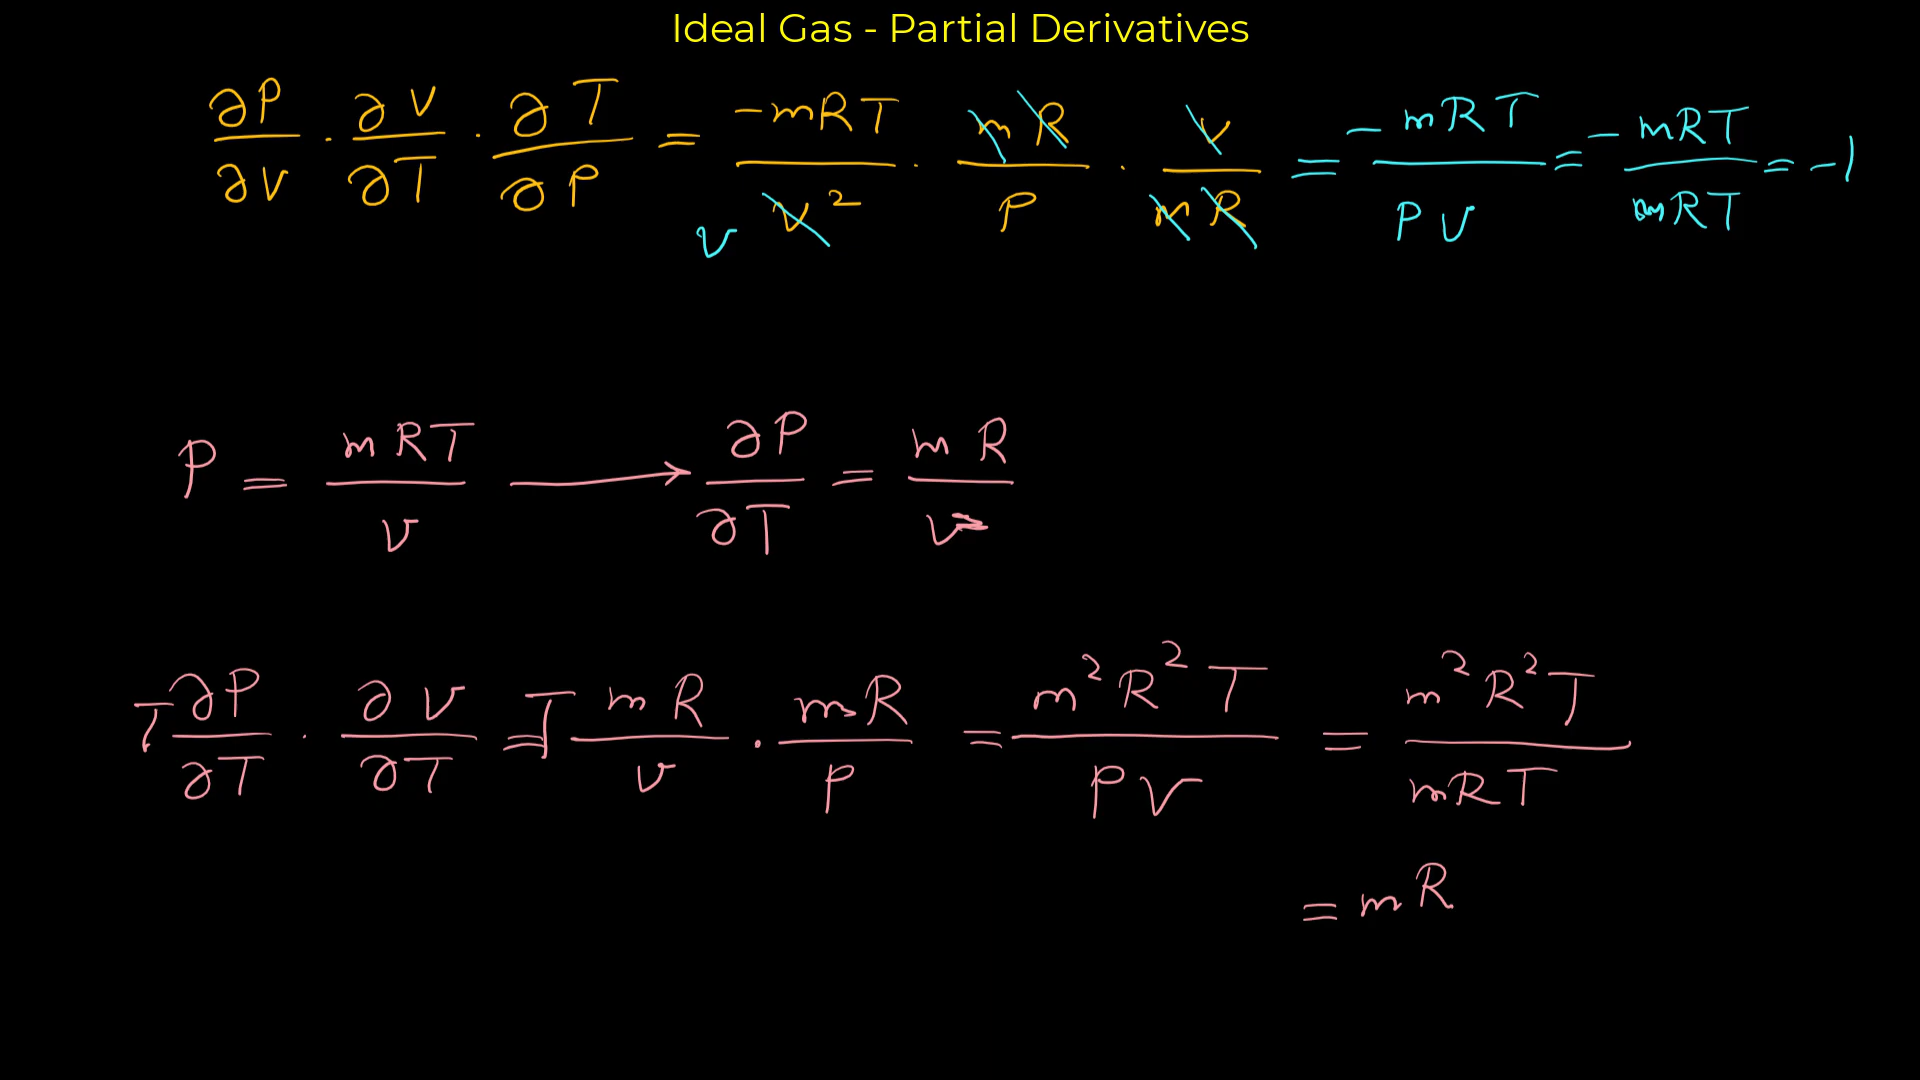 Ideal Gas - Partial Derivatives
∂P/∂V · ∂V/∂T · ∂T/∂P = -mRT/V² · mR/P · V/mR = -mRT/PV = -mRT/mRT = -1
V
P = mRT/V → ∂P/∂T = mR/V
T ∂P/∂T · ∂V/∂T = T mR/V · mR/P = m²R²T/PV = m²R²T/mRT
= mR